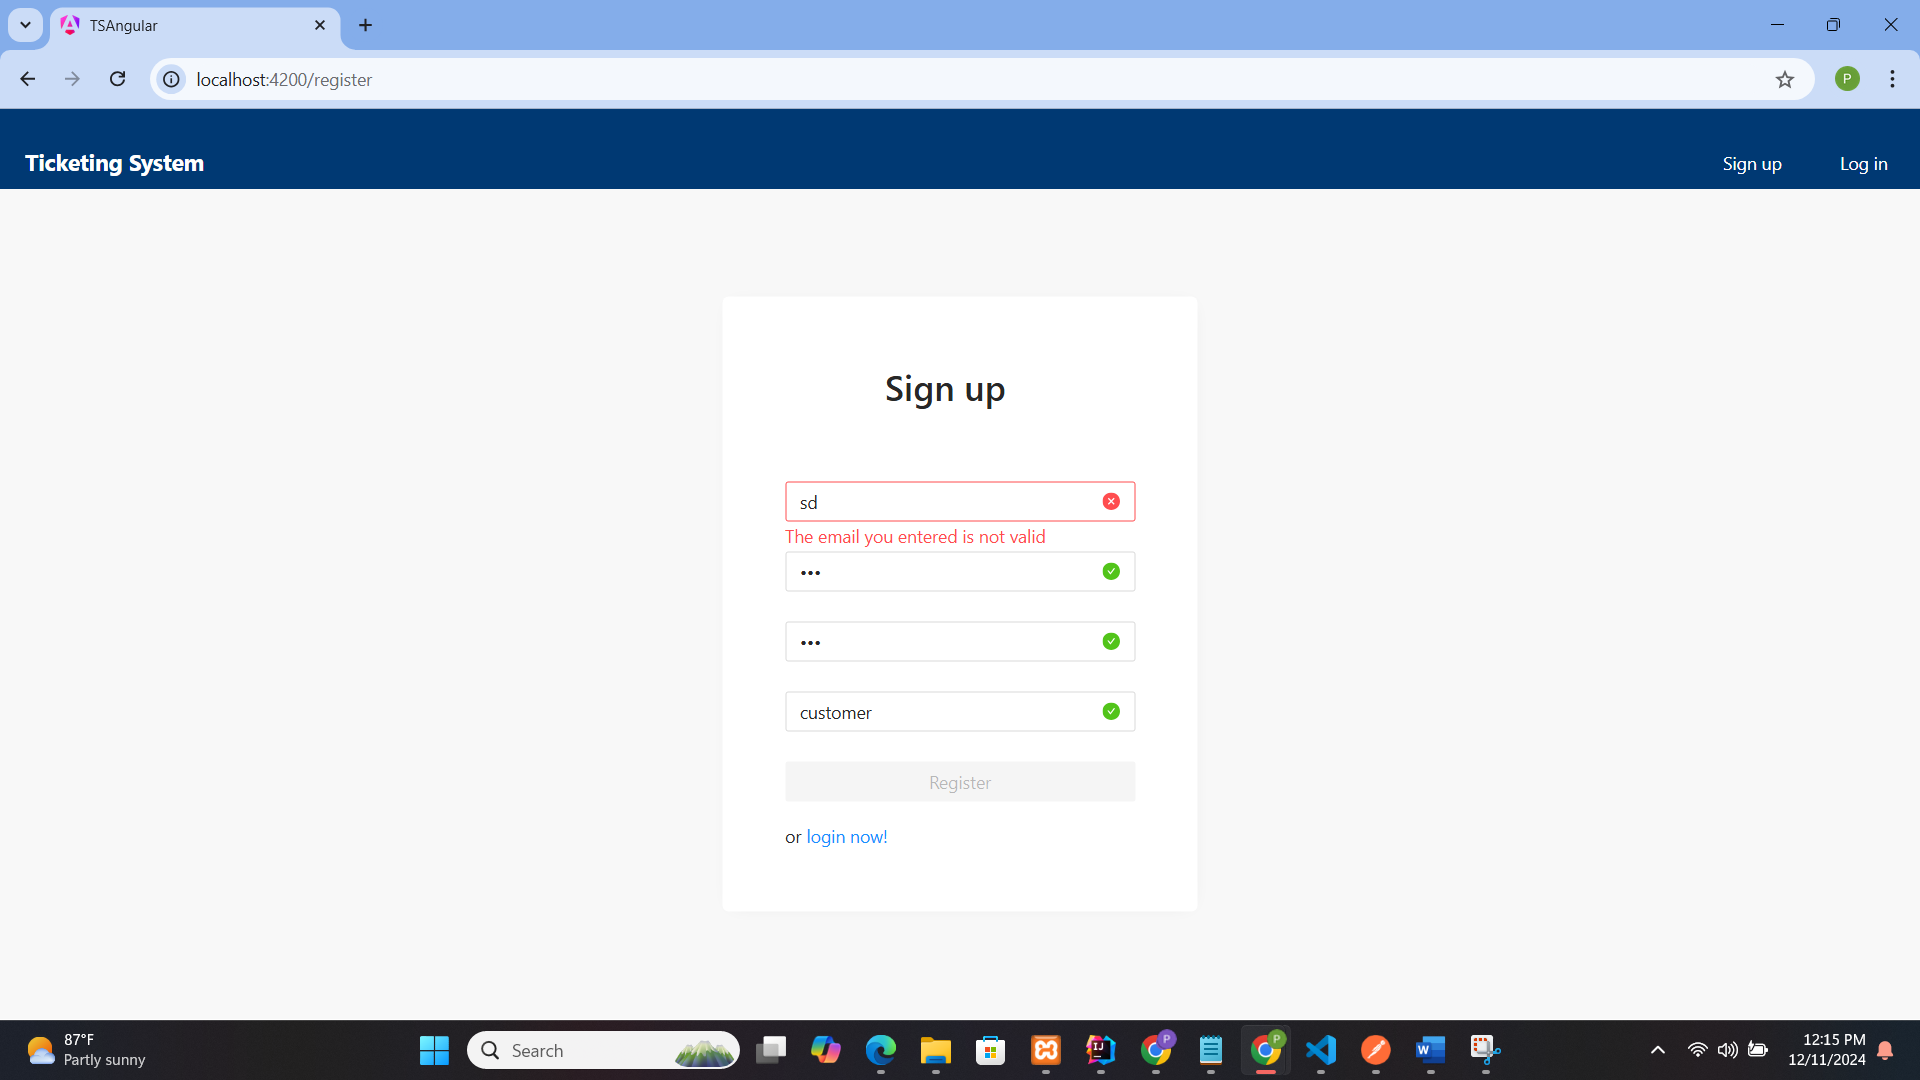 TSAngular
localhost:4200/register
P
Ticketing System
Sign up
Log in
Sign up
sd
The email you entered is not valid
•••
•••
customer
Register
or login now!
87°F
Partly sunny
Search
12:15 PM
12/11/2024